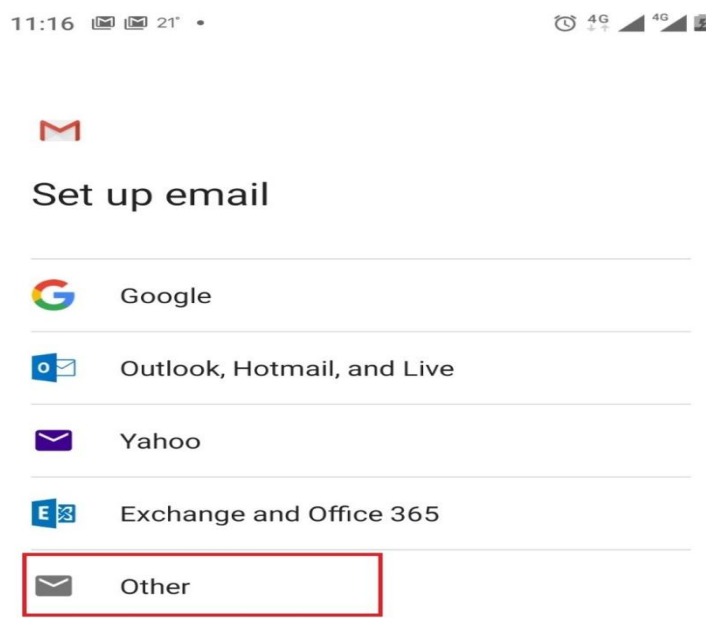 11:16 21° •
4G 4G
Set up email
Google
Outlook, Hotmail, and Live
Yahoo
Exchange and Office 365
Other